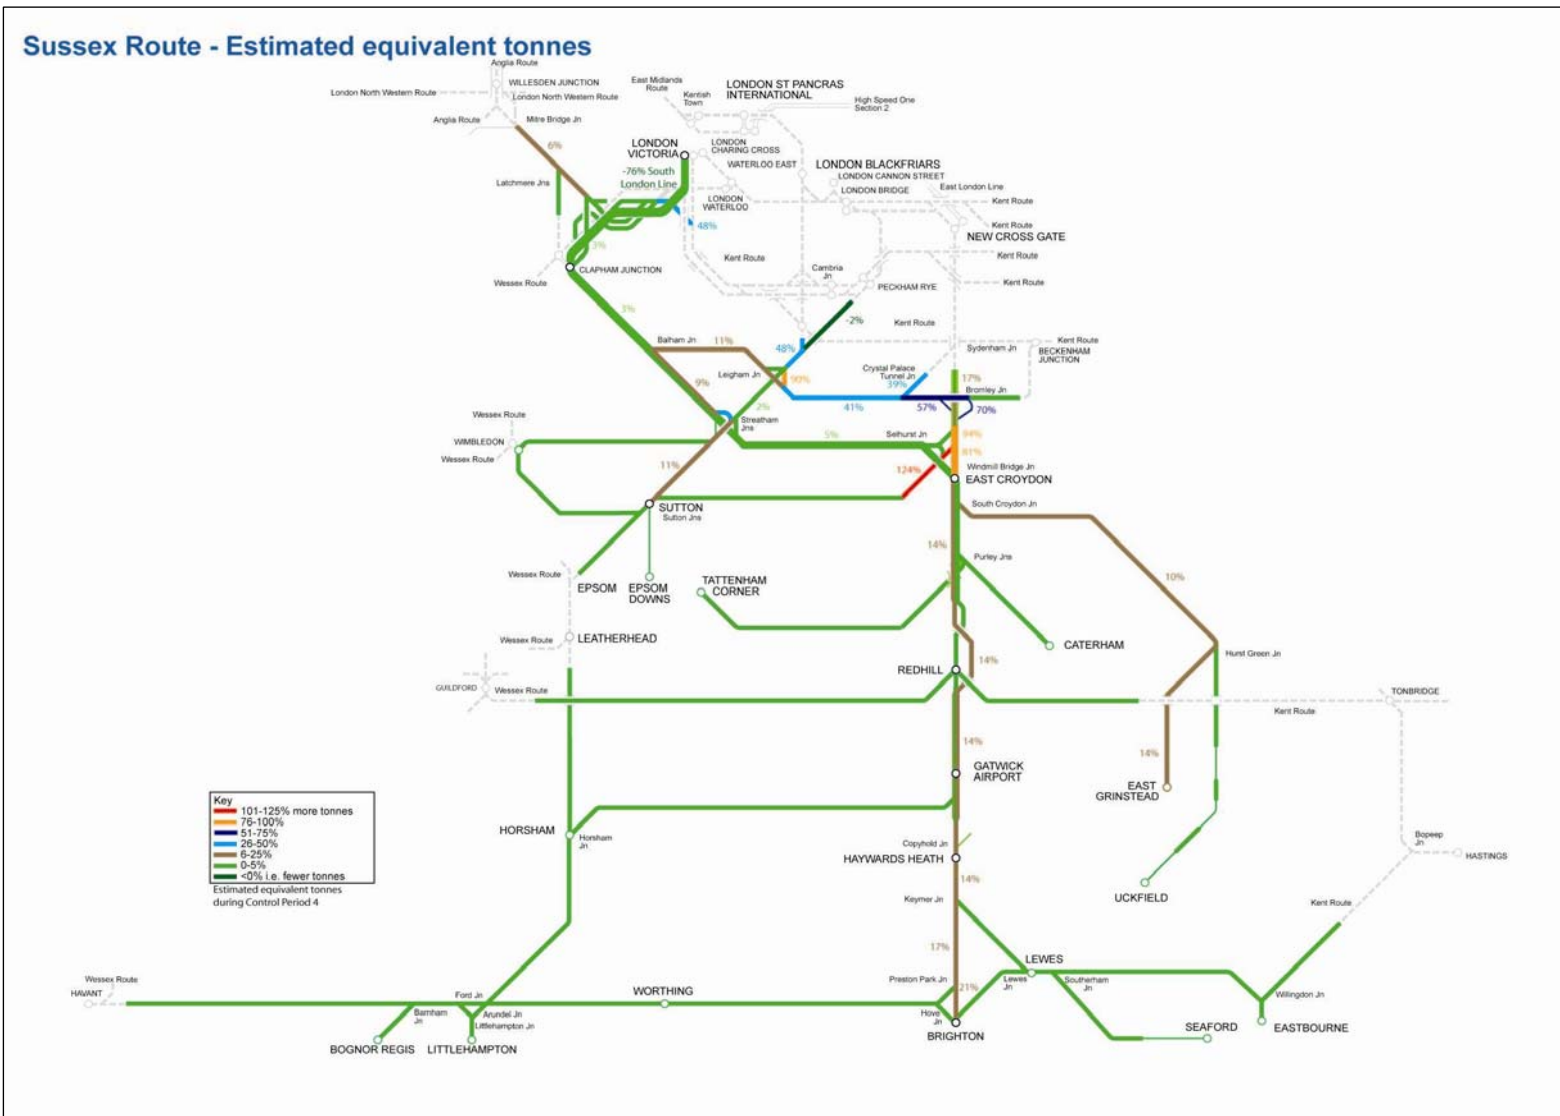 Sussex Route - Estimated equivalent tonnes
Anglia Route
WILLESDEN JUNCTION
London North Western Route
London North Western Route
Anglia Route
Mitre Bridge Jn
6%
Latchmere Jns
East Midlands
Route
Kentish
Town
LONDON ST PANCRAS
INTERNATIONAL
High Speed One
Section 2
LONDON
VICTORIA
LONDON
CHARING CROSS
WATERLOO EAST
LONDON BLACKFRIARS
LONDON CANNON STREET
LONDON BRIDGE
East London Line
-76% South
London Line
LONDON
WATERLOO
Kent Route
Kent Route
NEW CROSS GATE
48%
3%
CLAPHAM JUNCTION
Wessex Route
Kent Route
Cambria
Jn
PECKHAM RYE
Kent Route
Kent Route
3%
-2%
Kent Route
Balham Jn
11%
48%
Sydenham Jn
Kent Route
BECKENHAM
JUNCTION
Leigham Jn
90%
Crystal Palace
Tunnel Jn
39%
17%
Bromley Jn
9%
2%
41%
57%
70%
Wessex Route
WIMBLEDON
Wessex Route
Streatham
Jns
5%
Selhurst Jn
94%
81%
11%
124%
Windmill Bridge Jn
EAST CROYDON
SUTTON
Sutton Jns
South Croydon Jn
14%
Purley Jns
10%
Wessex Route
EPSOM
EPSOM
DOWNS
TATTENHAM
CORNER
Wessex Route
LEATHERHEAD
CATERHAM
Hurst Green Jn
REDHILL
14%
GUILDFORD
Wessex Route
TONBRIDGE
Kent Route
14%
14%
GATWICK
AIRPORT
EAST
GRINSTEAD
Key
101-125% more tonnes
76-100%
51-75%
26-50%
6-25%
0-5%
<0% i.e. fewer tonnes
Estimated equivalent tonnes
during Control Period 4
HORSHAM
Horsham
Jn
Copyhold Jn
HAYWARDS HEATH
14%
Bopeep
Jn
HASTINGS
Keymer Jn
UCKFIELD
Kent Route
17%
LEWES
Wessex Route
HAVANT
Ford Jn
WORTHING
Preston Park Jn
21%
Lewes
Jn
Southerham
Jn
Willingdon Jn
Barnham
Jn
Arundel Jn
Littlehampton Jn
Hove
Jn
BRIGHTON
SEAFORD
EASTBOURNE
BOGNOR REGIS
LITTLEHAMPTON